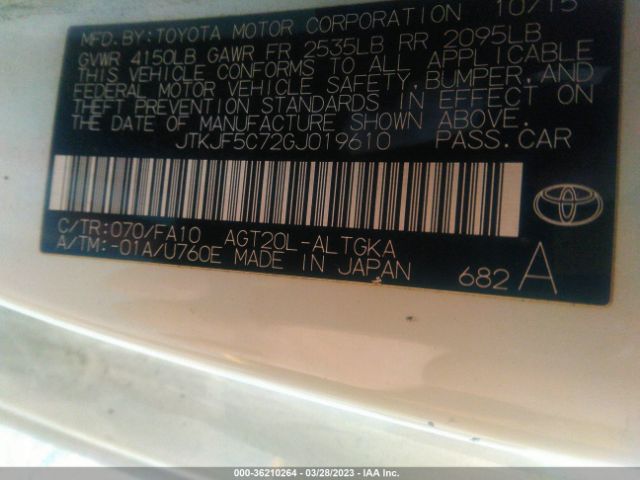 MFD. BY: TOYOTA MOTOR CORPORATION 10/15
GVWR 4150LB GAWR FR 2535LB RR 2095LB
THIS VEHICLE CONFORMS TO ALL APPLICABLE
FEDERAL MOTOR VEHICLE SAFETY, BUMPER, AND
THEFT PREVENTION STANDARDS IN EFFECT ON
THE DATE OF MANUFACTURE SHOWN ABOVE.
JTKJF5C72GJ019610 PASS. CAR
C/TR: 070/FA10 AGT20L-ALTGKA
A/TM: -01A/U760E MADE IN JAPAN
682 A
000-36210264 - 03/28/2023 - IAA Inc.